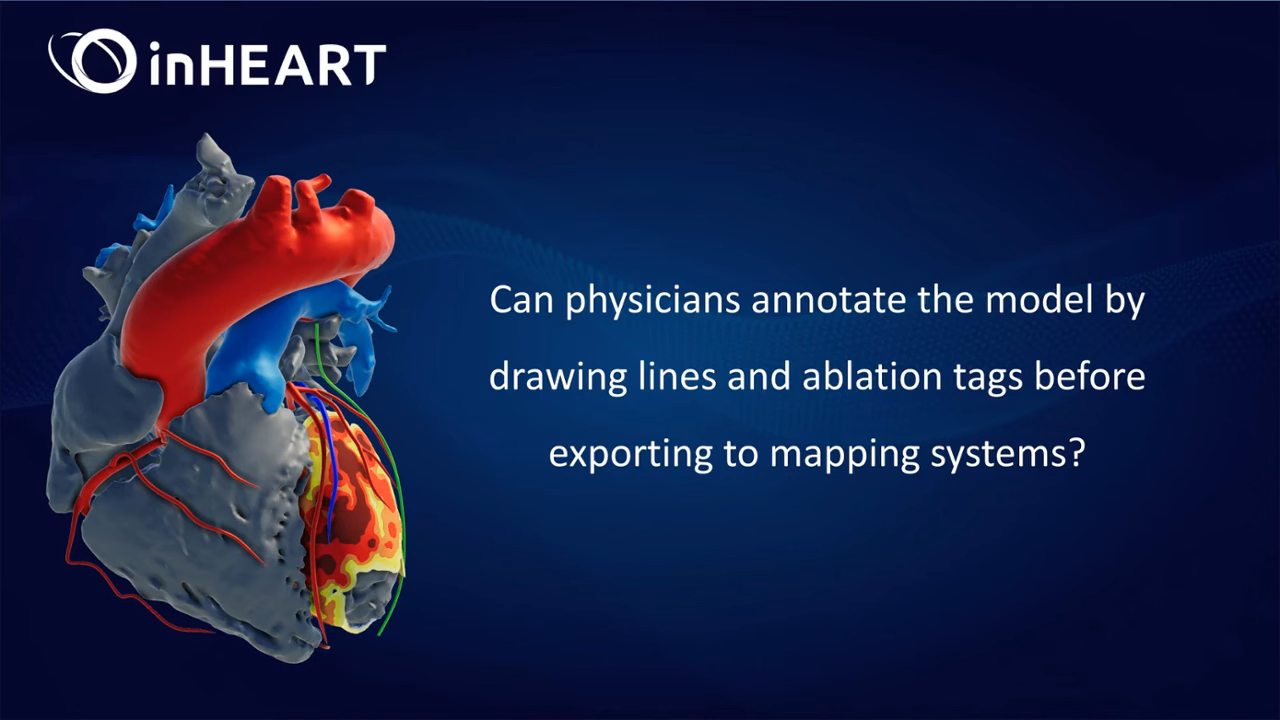 inHEART
Can physicians annotate the model by
drawing lines and ablation tags before
exporting to mapping systems?